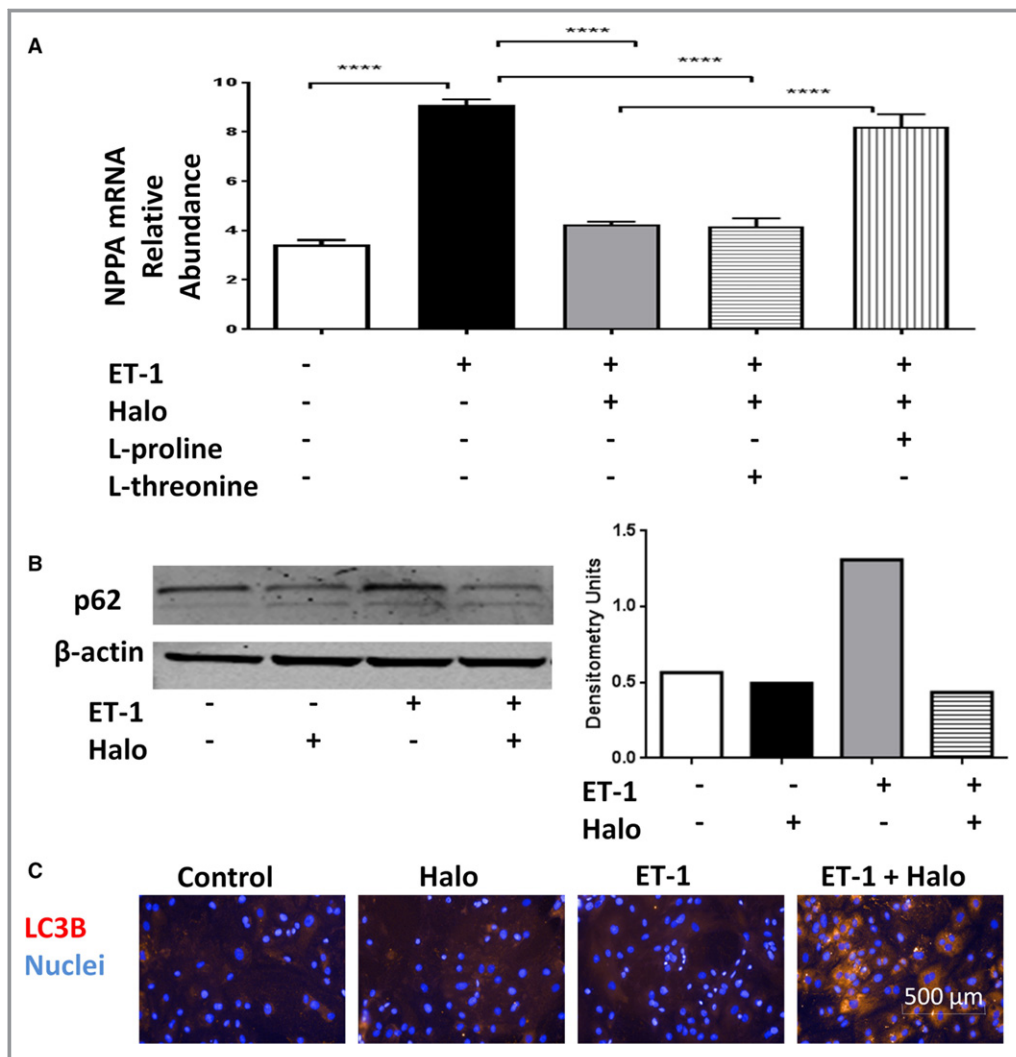 A
****
****
****
****
NPPA mRNA
Relative
Abundance
10
8
6
4
2
0
ET-1 - + + + +
Halo - - + + +
L-proline - - - - +
L-threonine - - - + -
B
p62
β-actin
ET-1 - - + +
Halo - + - +
Densitometry Units
1.5
1.0
0.5
0.0
ET-1 - - + +
Halo - + - +
C
Control Halo ET-1 ET-1 + Halo
LC3B
Nuclei
500 μm